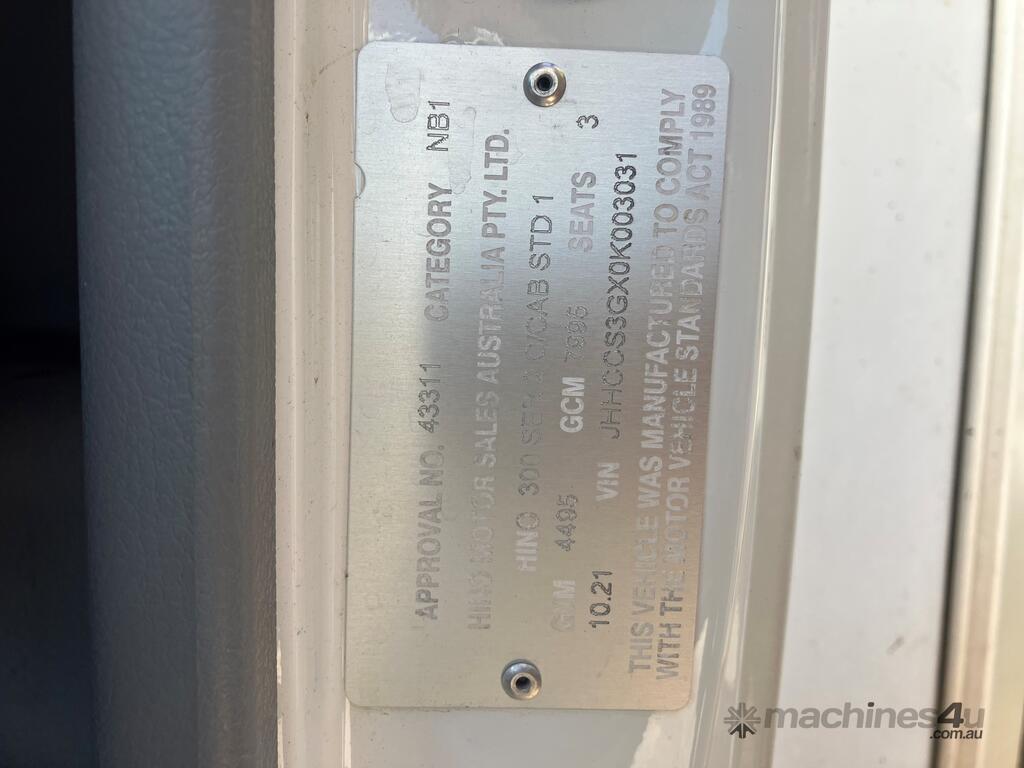 APPROVAL NO. 43311 CATEGORY NB1
HINO MOTOR SALES AUSTRALIA PTY. LTD.
HINO 300 SER 2 C/CAB STD 1
GVM 4495 GCM 7995 SEATS 3
10.21 VIN JHHCCS3GX0K003031
THIS VEHICLE WAS MANUFACTURED TO COMPLY
WITH THE MOTOR VEHICLE STANDARDS ACT 1989
machines4u
.com.au